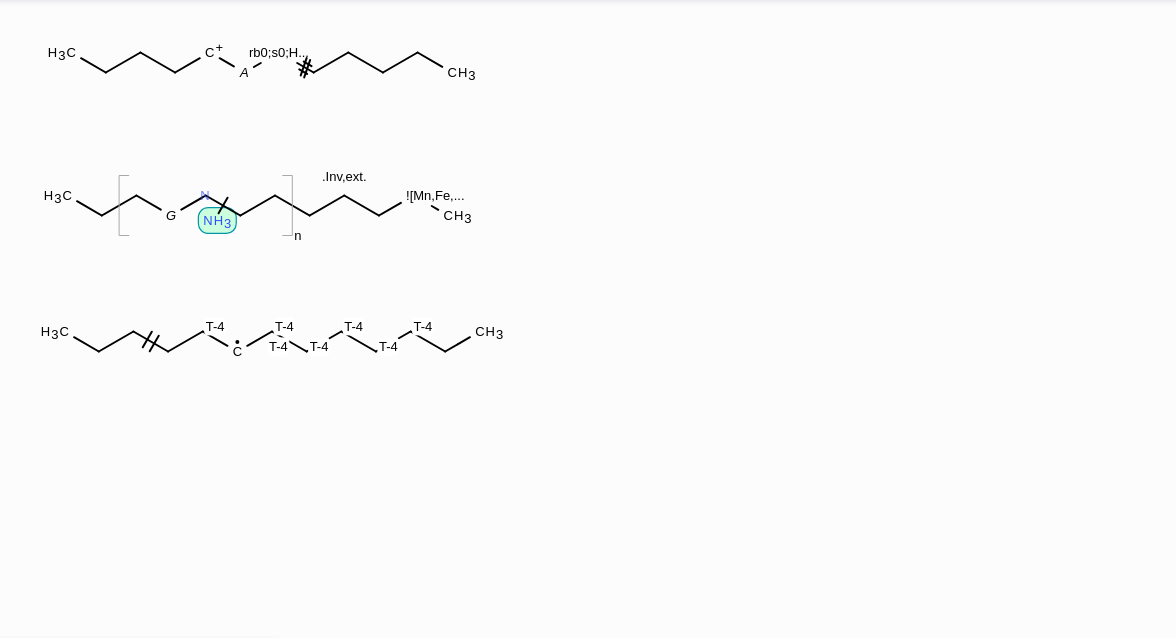 H3C C+ rb0;s0;H... A CH3
.Inv,ext.
H3C N G NH3 ![Mn,Fe,... CH3
n
H3C T-4 T-4 T-4 T-4 CH3
C T-4 T-4 T-4